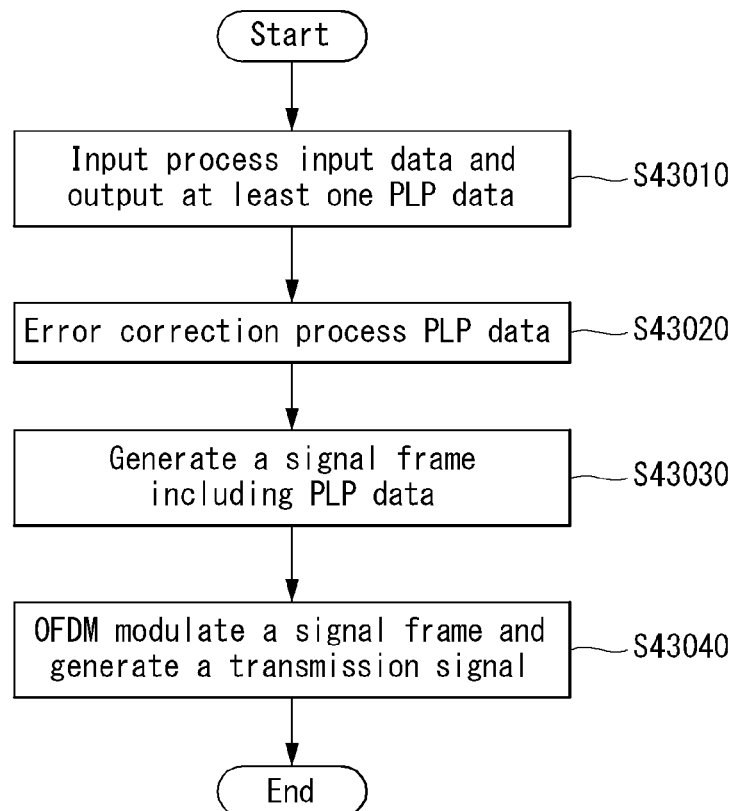 Start
Input process input data and
output at least one PLP data
S43010
Error correction process PLP data
S43020
Generate a signal frame
including PLP data
S43030
OFDM modulate a signal frame and
generate a transmission signal
S43040
End